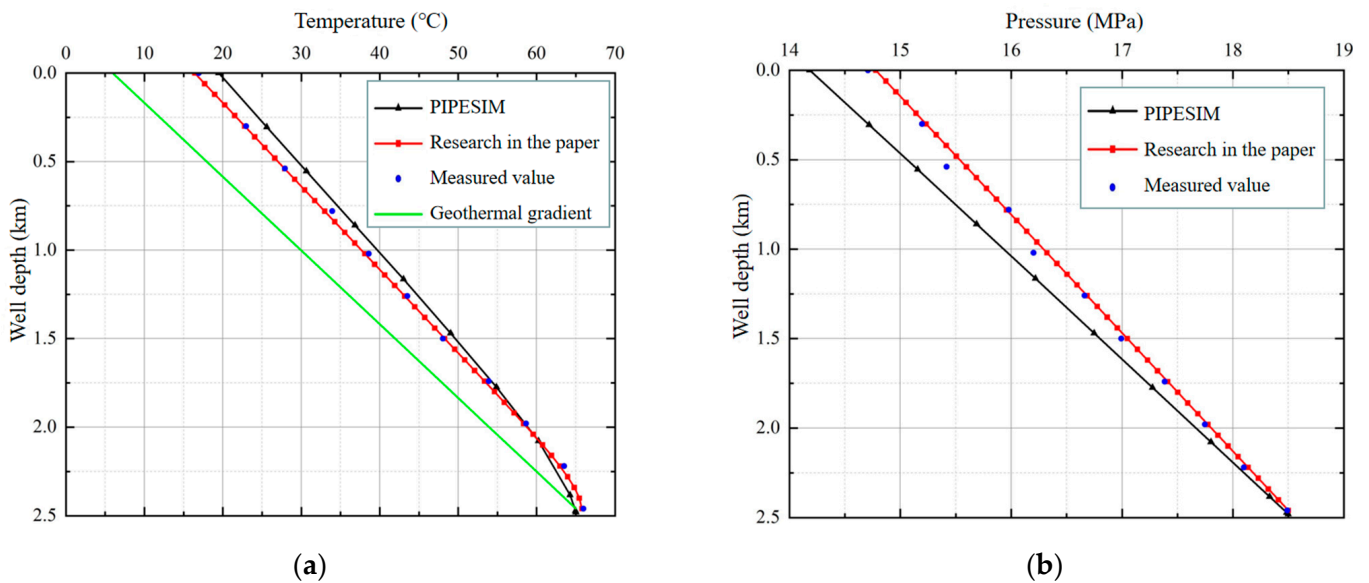 Temperature (°C)
0 10 20 30 40 50 60 70
0.0
0.5
1.0
1.5
2.0
2.5
Well depth (km)
PIPESIM
Research in the paper
Measured value
Geothermal gradient
(a)
Pressure (MPa)
14 15 16 17 18 19
0.0
0.5
1.0
1.5
2.0
2.5
Well depth (km)
PIPESIM
Research in the paper
Measured value
(b)